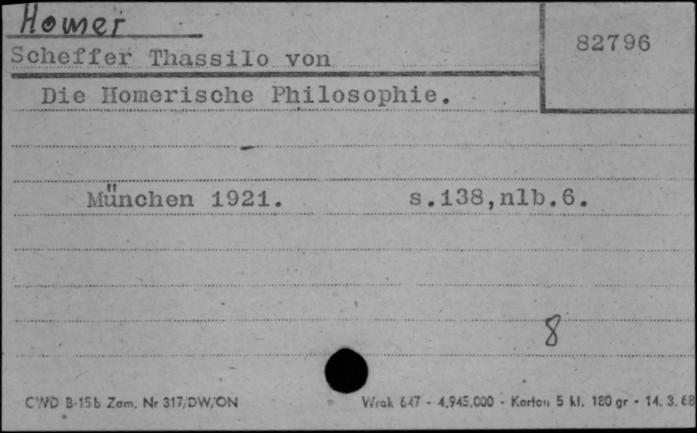 Homer
Scheffer Thassilo von
82796
Die Homerische Philosophie.
München 1921. s.138,nlb.6.
8
CWD B-15b Zam. Nr 317/DW/ON Wrak 647 - 4.945.000 - Karton 5 kl. 180 gr - 14. 3. 68